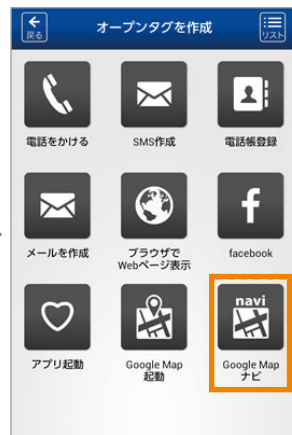 戻る
オープンタグを作成
リスト
電話をかける
SMS作成
電話帳登録
メールを作成
ブラウザで
Webページ表示
facebook
アプリ起動
Google Map
起動
navi
Google Map
ナビ